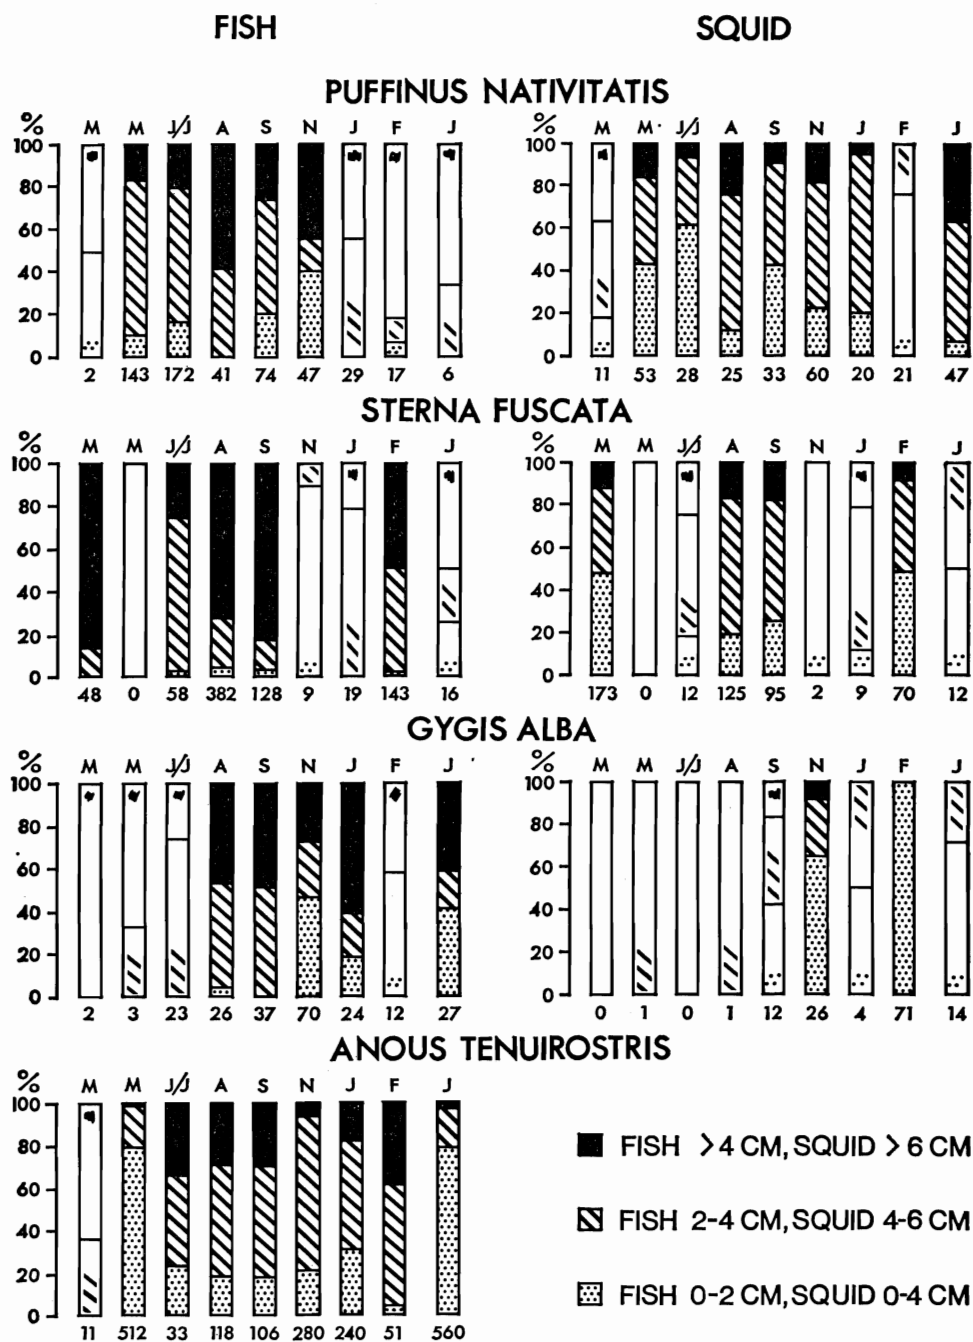 FISH SQUID
PUFFINUS NATIVITATIS
% M M J/J A S N J F J % M M J/J A S N J F J
100 100
80 80
60 60
40 40
20 20
0 0
2 143 172 41 74 47 29 17 6 11 53 28 25 33 60 20 21 47
STERNA FUSCATA
% M M J/J A S N J F J % M M J/J A S N J F J
100 100
80 80
60 60
40 40
20 20
0 0
48 0 58 382 128 9 19 143 16 173 0 12 125 95 2 9 70 12
GYGIS ALBA
% M M J/J A S N J F J % M M J/J A S N J F J
100 100
80 80
60 60
40 40
20 20
0 0
2 3 23 26 37 70 24 12 27 0 1 0 1 12 26 4 71 14
ANOUS TENUIROSTRIS
% M M J/J A S N J F J
100
80 FISH >4 CM, SQUID >6 CM
60
40 FISH 2-4 CM, SQUID 4-6 CM
20
0 FISH 0-2 CM, SQUID 0-4 CM
11 512 33 118 106 280 240 51 560